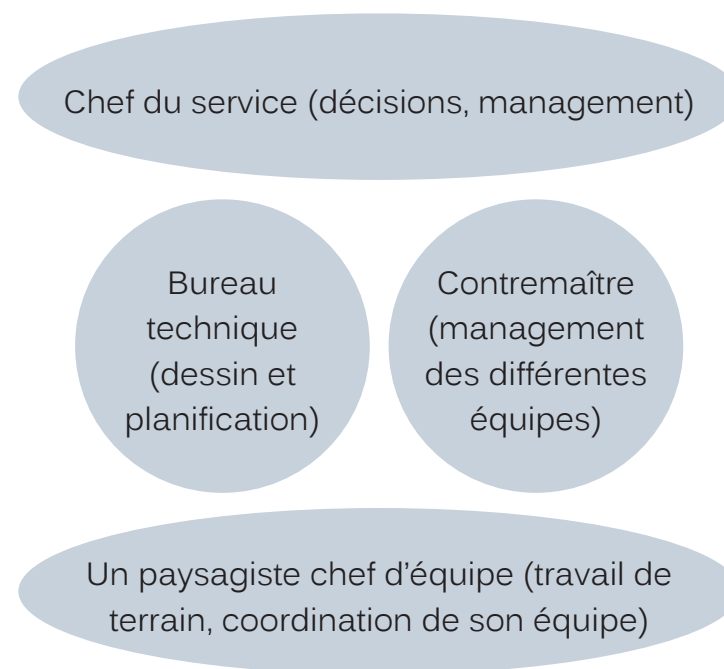 Chef du service (décisions, management)
Bureau
technique
(dessin et
planification)
Contremaître
(management
des différentes
équipes)
Un paysagiste chef d’équipe (travail de
terrain, coordination de son équipe)